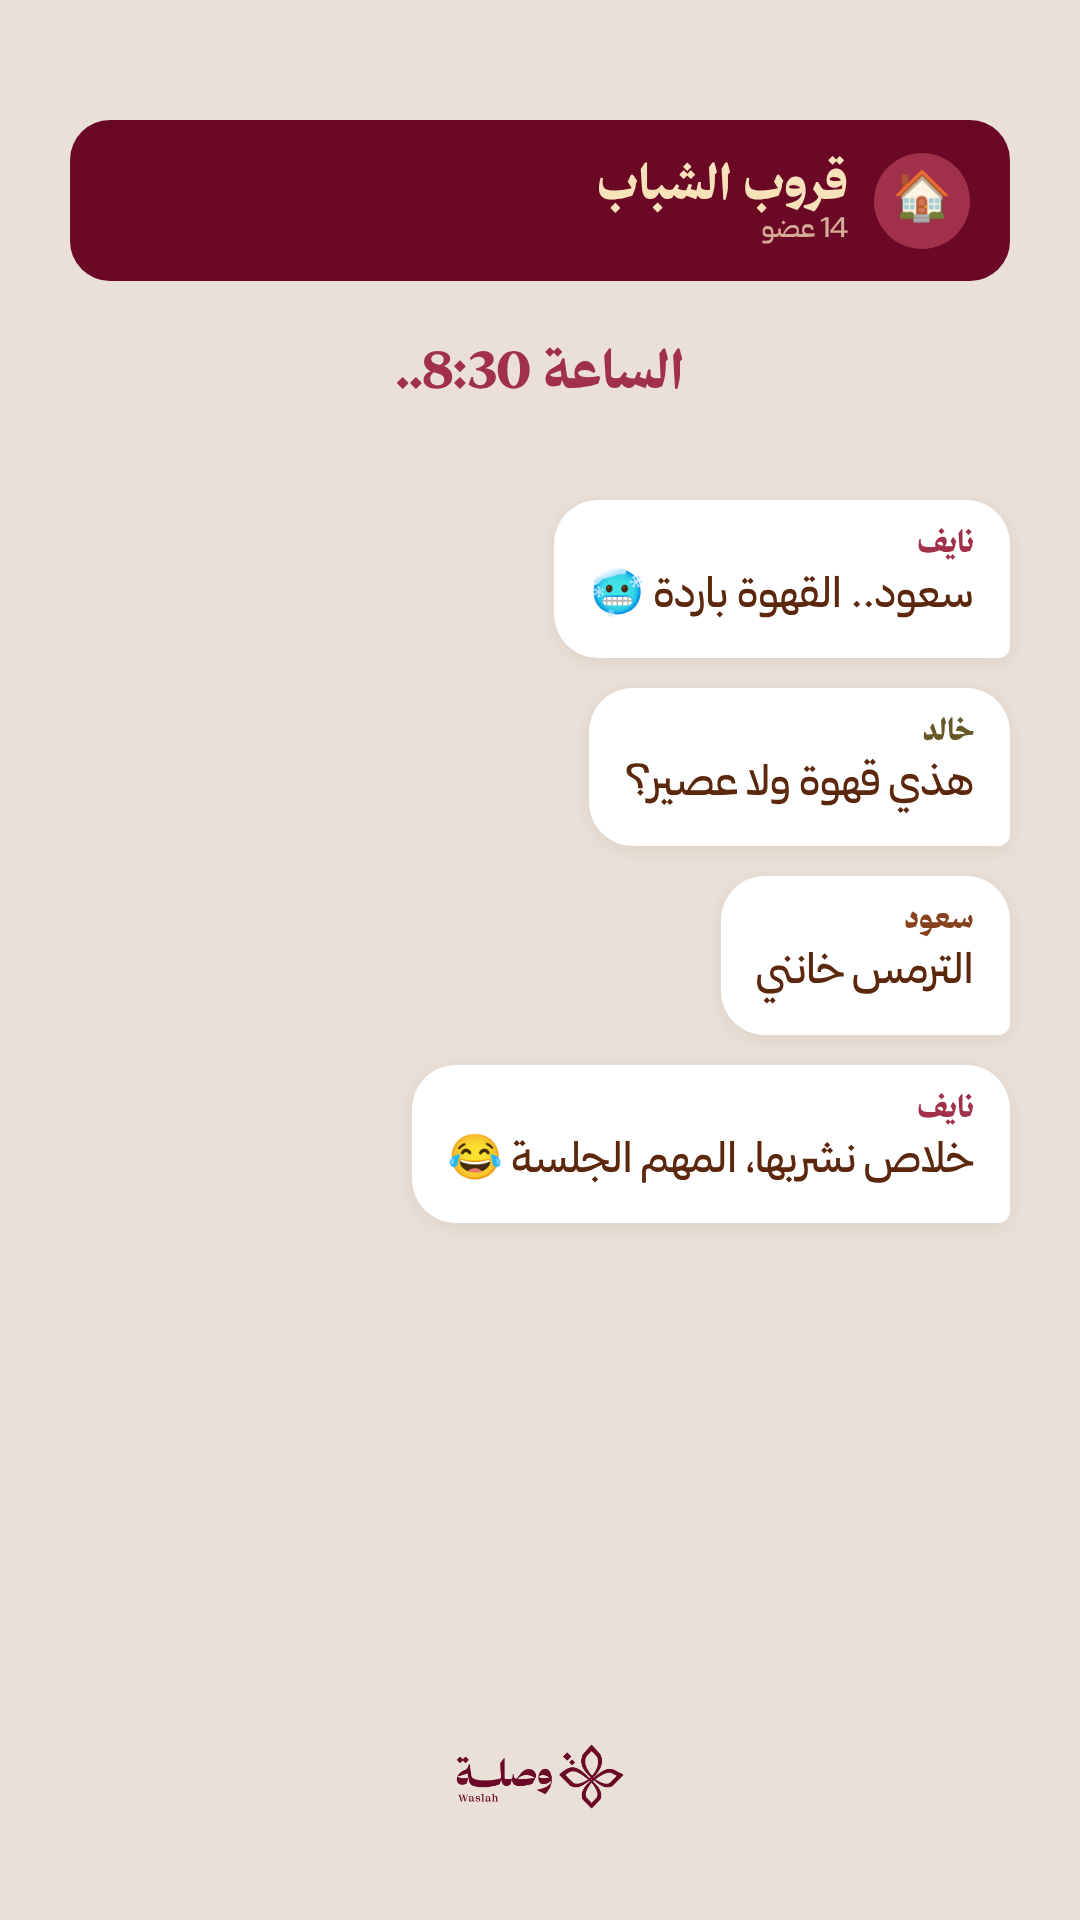 قروب الشباب
14 عضو
الساعة 8:30..
نايف
سعود.. القهوة باردة 🥶
خالد
هذي قهوة ولا عصير؟
سعود
الترمس خانني
نايف
خلاص نشربها، المهم الجلسة 😂
وصلة
Waslah